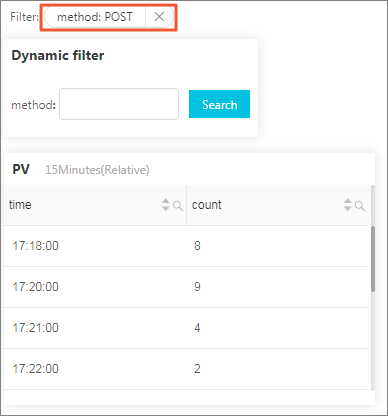 Filter: method: POST ×
Dynamic filter
method: Search
PV 15Minutes(Relative)
time count
17:18:00 8
17:20:00 9
17:21:00 4
17:22:00 2